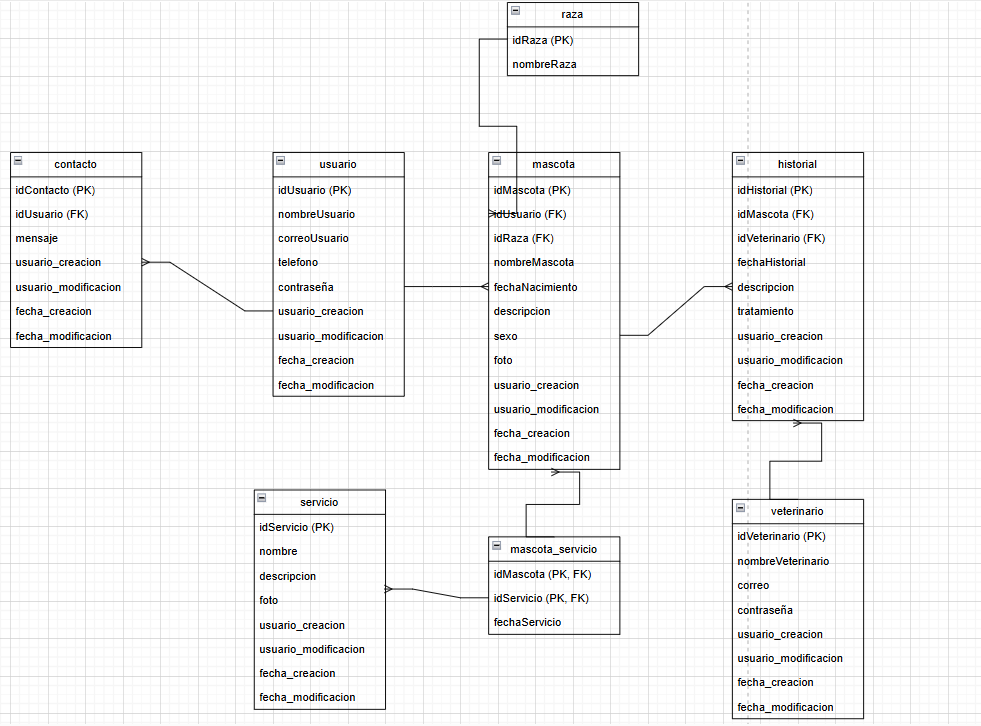 raza
idRaza (PK)
nombreRaza
contacto
idContacto (PK)
idUsuario (FK)
mensaje
usuario_creacion
usuario_modificacion
fecha_creacion
fecha_modificacion
usuario
idUsuario (PK)
nombreUsuario
correoUsuario
telefono
contraseña
usuario_creacion
usuario_modificacion
fecha_creacion
fecha_modificacion
mascota
idMascota (PK)
idUsuario (FK)
idRaza (FK)
nombreMascota
fechaNacimiento
descripcion
sexo
foto
usuario_creacion
usuario_modificacion
fecha_creacion
fecha_modificacion
historial
idHistorial (PK)
idMascota (FK)
idVeterinario (FK)
fechaHistorial
descripcion
tratamiento
usuario_creacion
usuario_modificacion
fecha_creacion
fecha_modificacion
servicio
idServicio (PK)
nombre
descripcion
foto
usuario_creacion
usuario_modificacion
fecha_creacion
fecha_modificacion
mascota_servicio
idMascota (PK, FK)
idServicio (PK, FK)
fechaServicio
veterinario
idVeterinario (PK)
nombreVeterinario
correo
contraseña
usuario_creacion
usuario_modificacion
fecha_creacion
fecha_modificacion